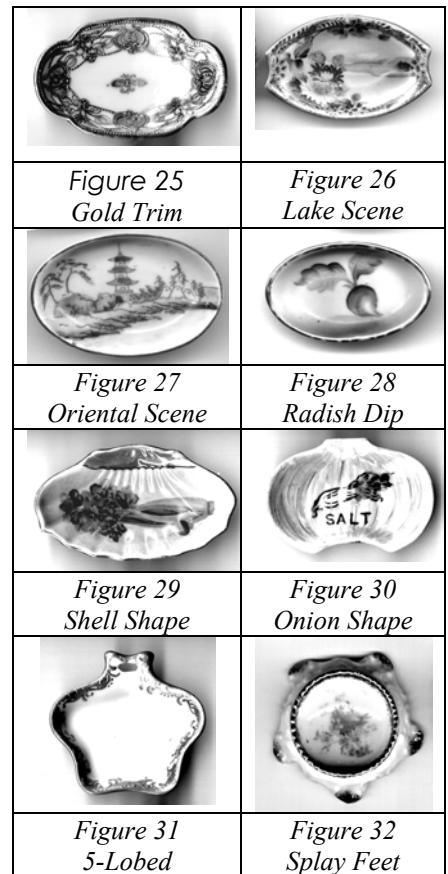 Figure 25
Gold Trim
Figure 26
Lake Scene
Figure 27
Oriental Scene
Figure 28
Radish Dip
SALT
Figure 29
Shell Shape
Figure 30
Onion Shape
Figure 31
5-Lobed
Figure 32
Splay Feet